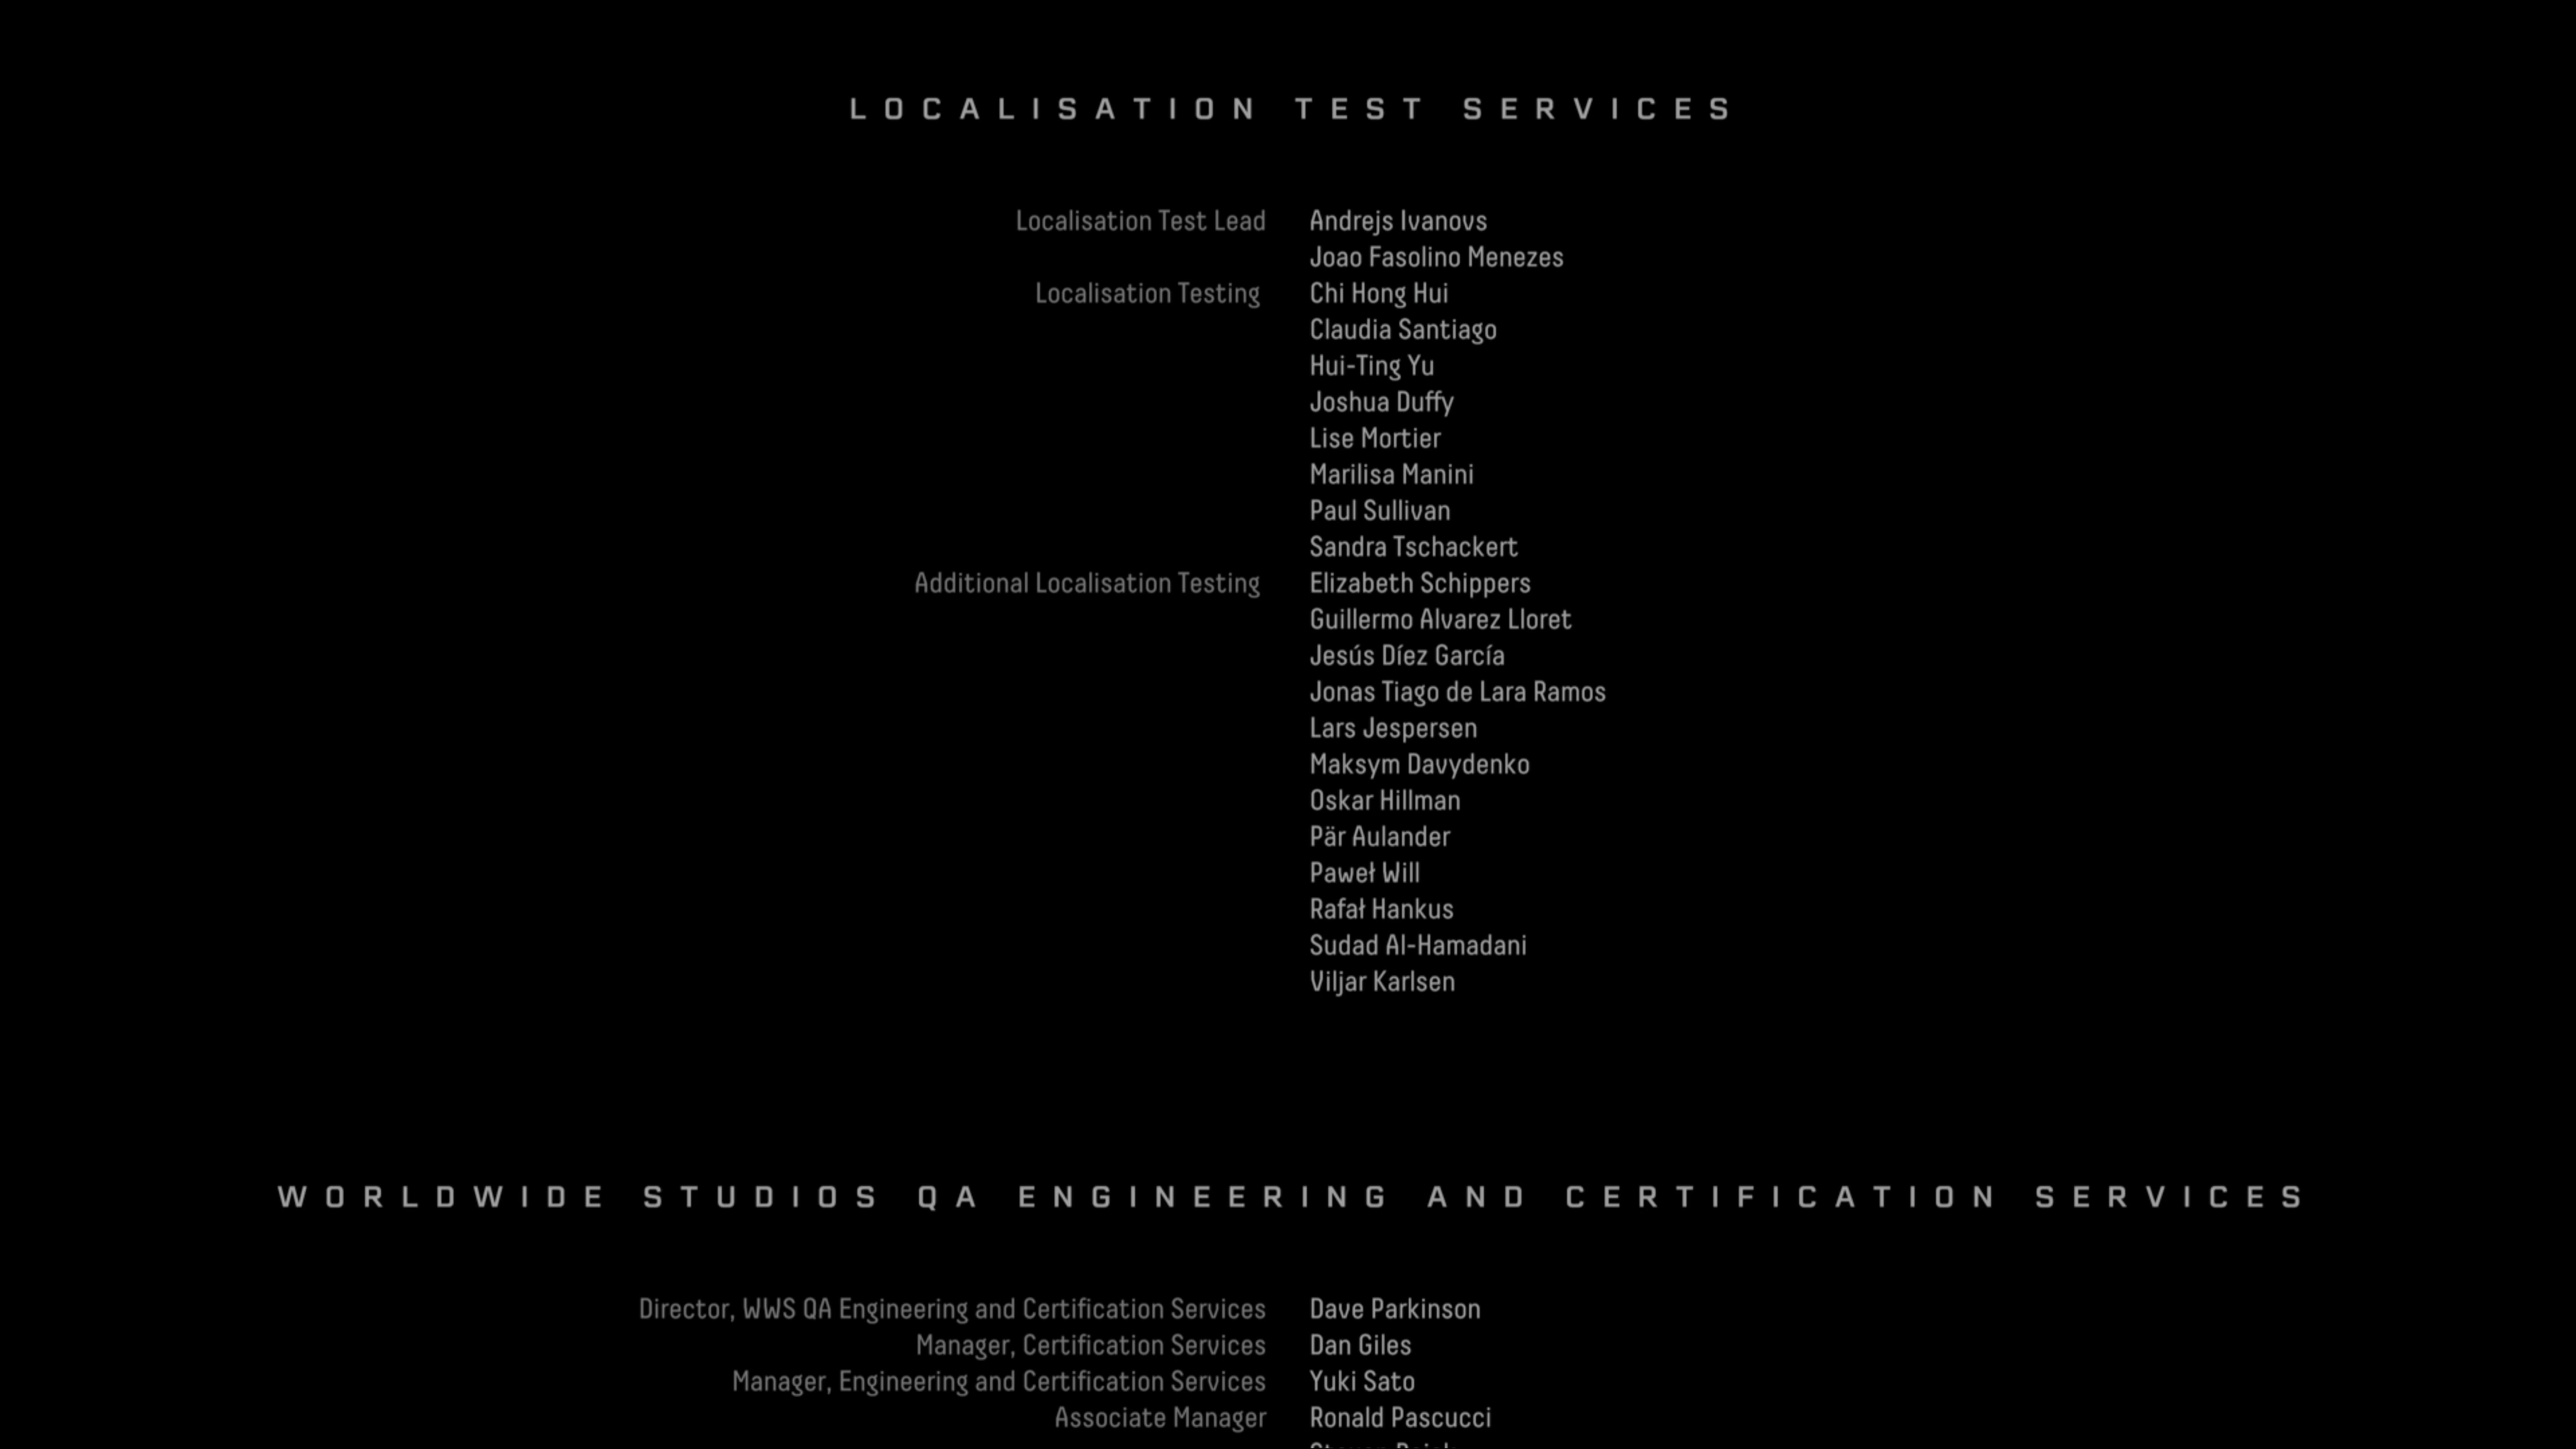 LOCALISATION TEST SERVICES
Localisation Test Lead Andrejs Ivanovs
Joao Fasolino Menezes
Localisation Testing Chi Hong Hui
Claudia Santiago
Hui-Ting Yu
Joshua Duffy
Lise Mortier
Marilisa Manini
Paul Sullivan
Sandra Tschackert
Additional Localisation Testing Elizabeth Schippers
Guillermo Alvarez Lloret
Jesús Díez García
Jonas Tiago de Lara Ramos
Lars Jespersen
Maksym Davydenko
Oskar Hillman
Pär Aulander
Paweł Will
Rafał Hankus
Sudad Al-Hamadani
Viljar Karlsen
WORLDWIDE STUDIOS QA ENGINEERING AND CERTIFICATION SERVICES
Director, WWS QA Engineering and Certification Services Dave Parkinson
Manager, Certification Services Dan Giles
Manager, Engineering and Certification Services Yuki Sato
Associate Manager Ronald Pascucci